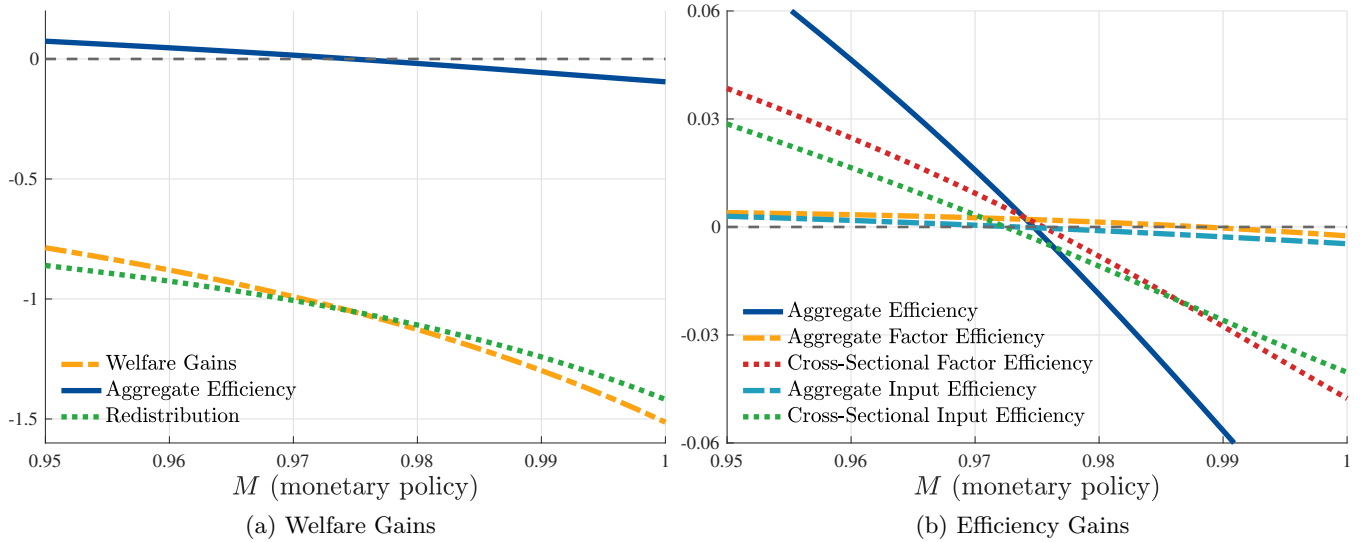 0
-0.5
-1
-1.5
Welfare Gains
Aggregate Efficiency
Redistribution
0.95 0.96 0.97 0.98 0.99 1
M (monetary policy)
(a) Welfare Gains
0.06
0.03
0
-0.03
-0.06
Aggregate Efficiency
Aggregate Factor Efficiency
Cross-Sectional Factor Efficiency
Aggregate Input Efficiency
Cross-Sectional Input Efficiency
0.95 0.96 0.97 0.98 0.99 1
M (monetary policy)
(b) Efficiency Gains